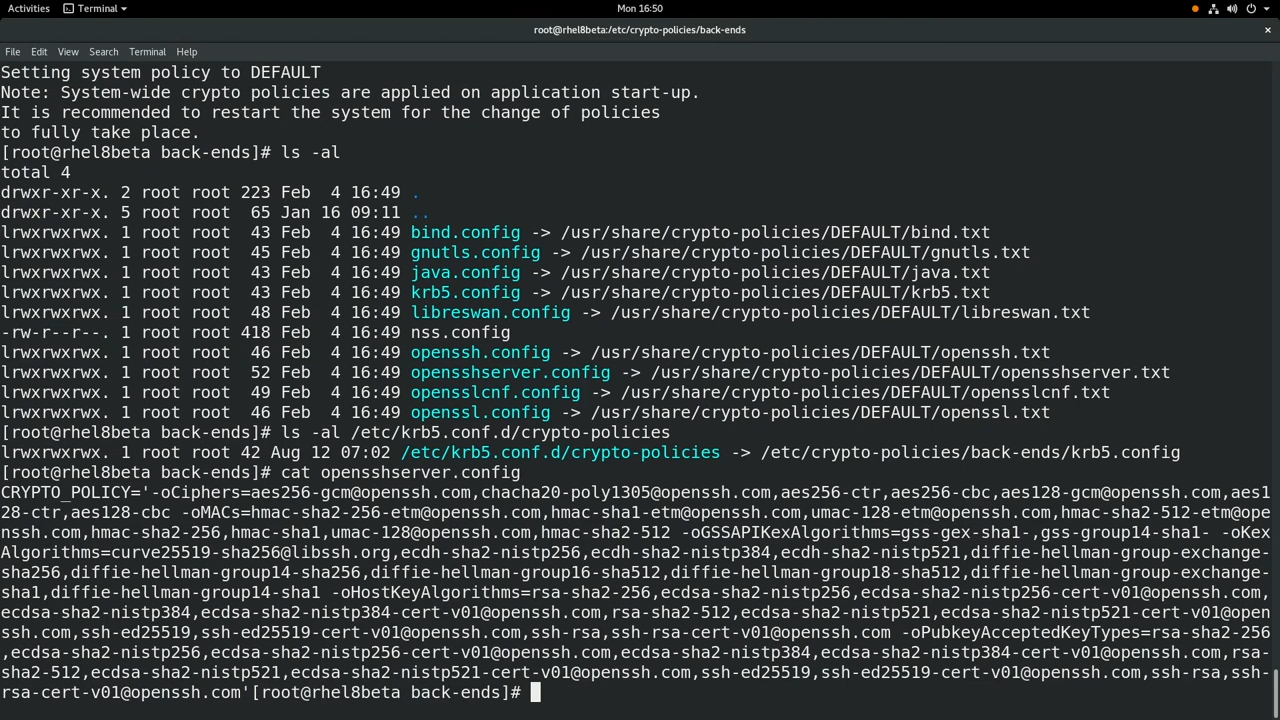 Activities Terminal Mon 16:50
root@rhel8beta:/etc/crypto-policies/back-ends ×
File Edit View Search Terminal Help
Setting system policy to DEFAULT
Note: System-wide crypto policies are applied on application start-up.
It is recommended to restart the system for the change of policies
to fully take place.
[root@rhel8beta back-ends]# ls -al
total 4
drwxr-xr-x. 2 root root 223 Feb  4 16:49 .
drwxr-xr-x. 5 root root  65 Jan 16 09:11 ..
lrwxrwxrwx. 1 root root  43 Feb  4 16:49 bind.config -> /usr/share/crypto-policies/DEFAULT/bind.txt
lrwxrwxrwx. 1 root root  45 Feb  4 16:49 gnutls.config -> /usr/share/crypto-policies/DEFAULT/gnutls.txt
lrwxrwxrwx. 1 root root  43 Feb  4 16:49 java.config -> /usr/share/crypto-policies/DEFAULT/java.txt
lrwxrwxrwx. 1 root root  43 Feb  4 16:49 krb5.config -> /usr/share/crypto-policies/DEFAULT/krb5.txt
lrwxrwxrwx. 1 root root  48 Feb  4 16:49 libreswan.config -> /usr/share/crypto-policies/DEFAULT/libreswan.txt
-rw-r--r--. 1 root root 418 Feb  4 16:49 nss.config
lrwxrwxrwx. 1 root root  46 Feb  4 16:49 openssh.config -> /usr/share/crypto-policies/DEFAULT/openssh.txt
lrwxrwxrwx. 1 root root  52 Feb  4 16:49 opensshserver.config -> /usr/share/crypto-policies/DEFAULT/opensshserver.txt
lrwxrwxrwx. 1 root root  49 Feb  4 16:49 opensslcnf.config -> /usr/share/crypto-policies/DEFAULT/opensslcnf.txt
lrwxrwxrwx. 1 root root  46 Feb  4 16:49 openssl.config -> /usr/share/crypto-policies/DEFAULT/openssl.txt
[root@rhel8beta back-ends]# ls -al /etc/krb5.conf.d/crypto-policies
lrwxrwxrwx. 1 root root 42 Aug 12 07:02 /etc/krb5.conf.d/crypto-policies -> /etc/crypto-policies/back-ends/krb5.config
[root@rhel8beta back-ends]# cat opensshserver.config
CRYPTO_POLICY='-oCiphers=aes256-gcm@openssh.com,chacha20-poly1305@openssh.com,aes256-ctr,aes256-cbc,aes128-gcm@openssh.com,aes1
28-ctr,aes128-cbc -oMACs=hmac-sha2-256-etm@openssh.com,hmac-sha1-etm@openssh.com,umac-128-etm@openssh.com,hmac-sha2-512-etm@ope
nssh.com,hmac-sha2-256,hmac-sha1,umac-128@openssh.com,hmac-sha2-512 -oGSSAPIKexAlgorithms=gss-gex-sha1-,gss-group14-sha1- -oKex
Algorithms=curve25519-sha256@libssh.org,ecdh-sha2-nistp256,ecdh-sha2-nistp384,ecdh-sha2-nistp521,diffie-hellman-group-exchange-
sha256,diffie-hellman-group14-sha256,diffie-hellman-group16-sha512,diffie-hellman-group18-sha512,diffie-hellman-group-exchange-
sha1,diffie-hellman-group14-sha1 -oHostKeyAlgorithms=rsa-sha2-256,ecdsa-sha2-nistp256,ecdsa-sha2-nistp256-cert-v01@openssh.com,
ecdsa-sha2-nistp384,ecdsa-sha2-nistp384-cert-v01@openssh.com,rsa-sha2-512,ecdsa-sha2-nistp521,ecdsa-sha2-nistp521-cert-v01@open
ssh.com,ssh-ed25519,ssh-ed25519-cert-v01@openssh.com,ssh-rsa,ssh-rsa-cert-v01@openssh.com -oPubkeyAcceptedKeyTypes=rsa-sha2-256
,ecdsa-sha2-nistp256,ecdsa-sha2-nistp256-cert-v01@openssh.com,ecdsa-sha2-nistp384,ecdsa-sha2-nistp384-cert-v01@openssh.com,rsa-
sha2-512,ecdsa-sha2-nistp521,ecdsa-sha2-nistp521-cert-v01@openssh.com,ssh-ed25519,ssh-ed25519-cert-v01@openssh.com,ssh-rsa,ssh-
rsa-cert-v01@openssh.com'[root@rhel8beta back-ends]#